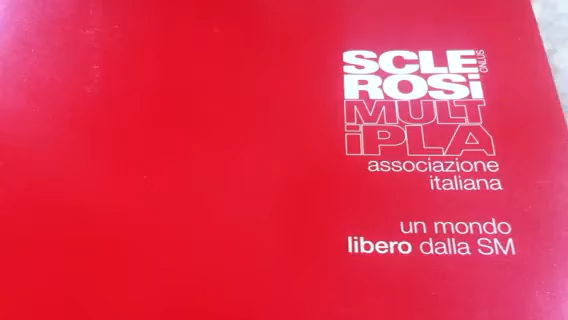 SCLE
ROSi
ONLUS
MULT
iPLA
associazione
italiana
un mondo
libero dalla SM